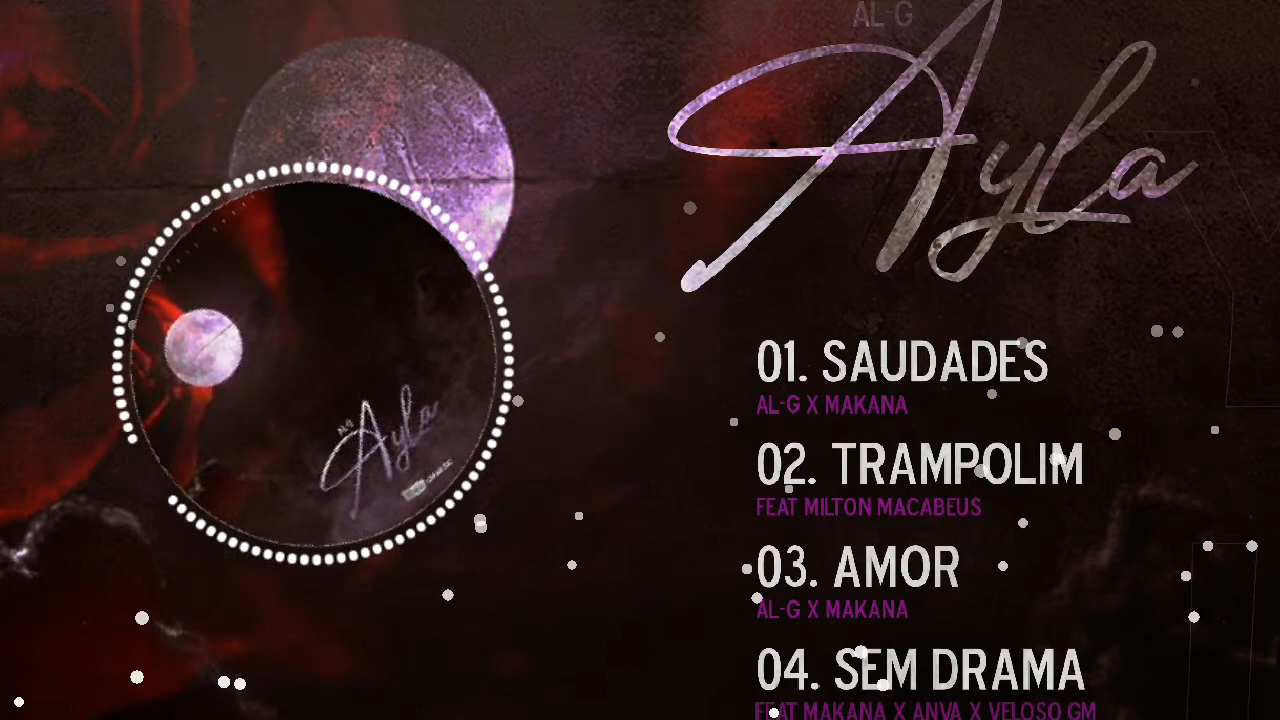 AL-G
Ayla
01. SAUDADES
AL-G X MAKANA
02. TRAMPOLIM
FEAT MILTON MACABEUS
03. AMOR
AL-G X MAKANA
04. SEM DRAMA
FEAT MAKANA X ANVA X VELOSO GM
Ayla